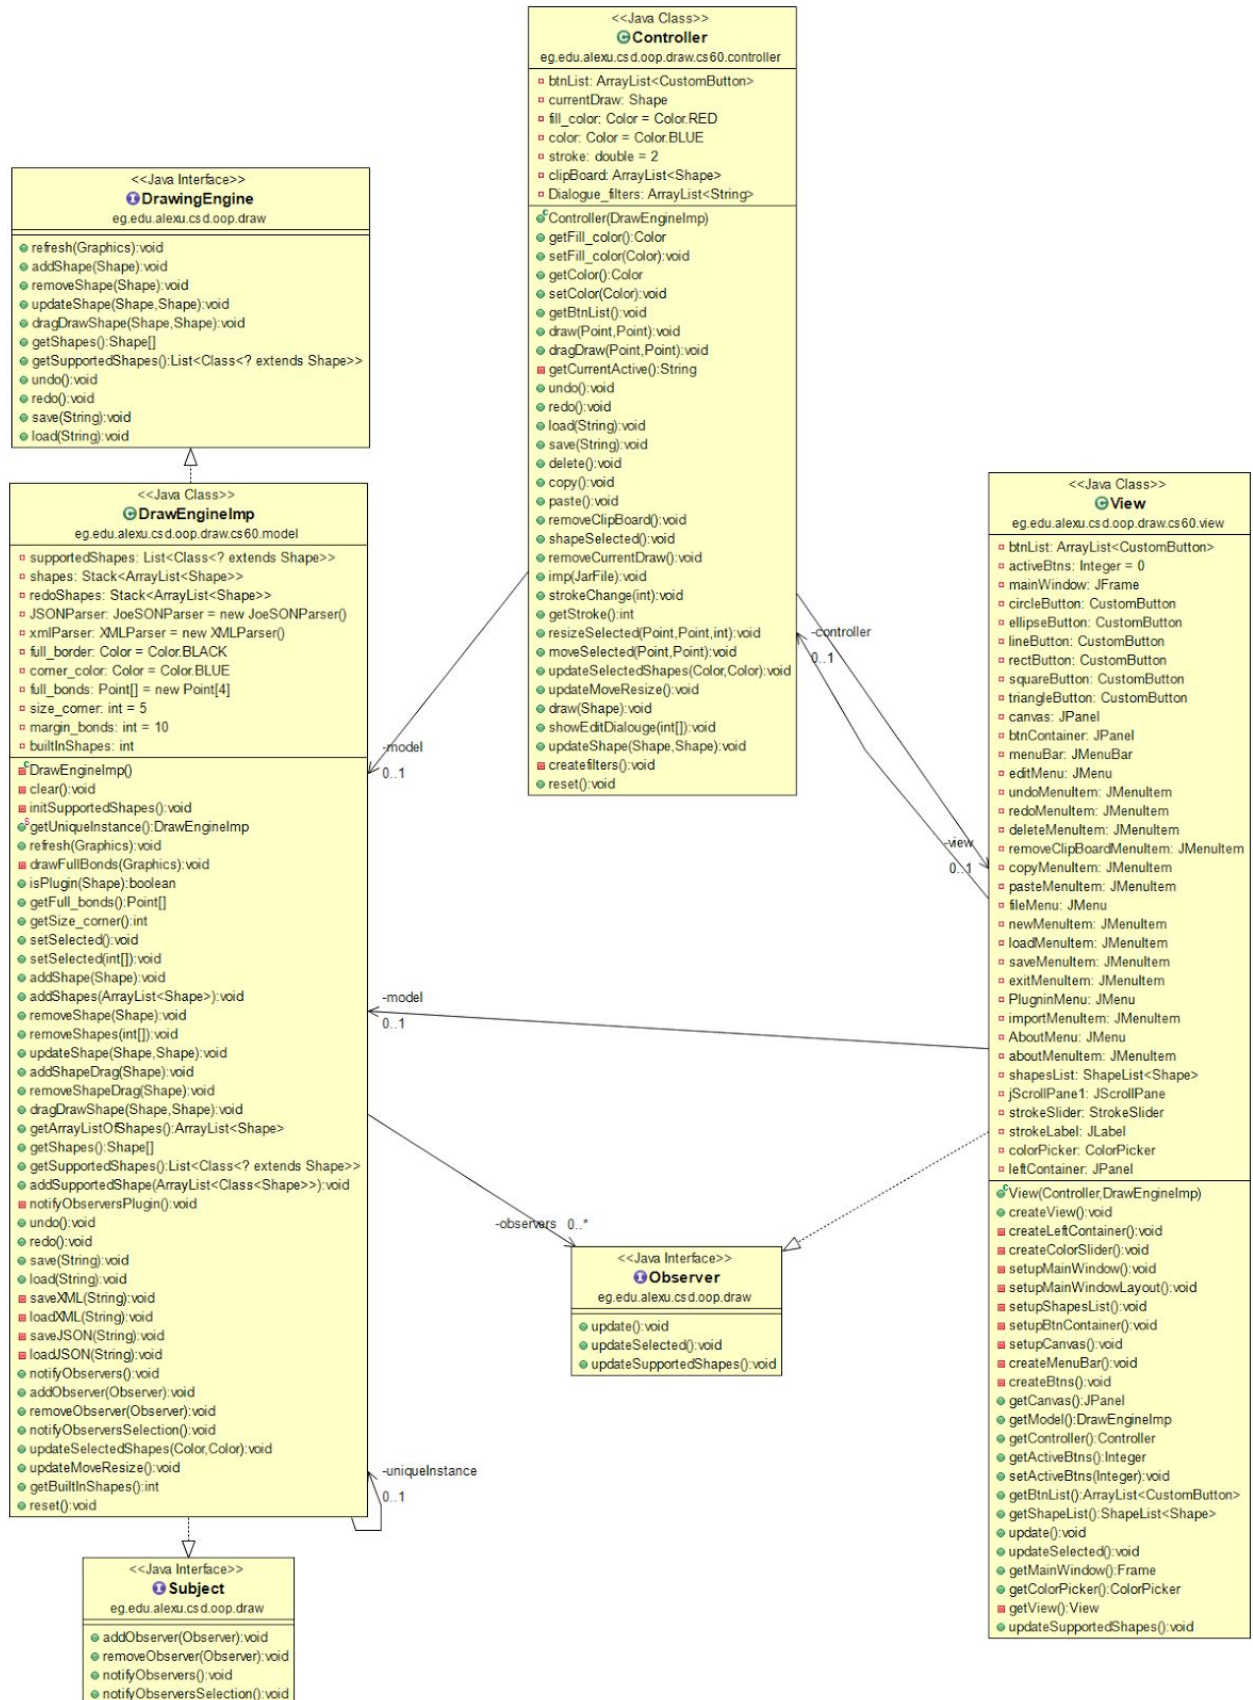 <<Java Class>>
Controller
eg.edu.alexu.csd.oop.draw.cs60.controller
btnList: ArrayList<CustomButton>
currentDraw: Shape
fill_color: Color = Color.RED
color: Color = Color.BLUE
stroke: double = 2
clipBoard: ArrayList<Shape>
Dialogue_filters: ArrayList<String>
Controller(DrawEngineImp)
getFill_color():Color
setFill_color(Color):void
getColor():Color
setColor(Color):void
getBtnList():void
draw(Point,Point):void
dragDraw(Point,Point):void
getCurrentActive():String
undo():void
redo():void
load(String):void
save(String):void
delete():void
copy():void
paste():void
removeClipBoard():void
shapeSelected():void
removeCurrentDraw():void
imp(JarFile):void
strokeChange(int):void
getStroke():int
resizeSelected(Point,Point,int):void
moveSelected(Point,Point):void
updateSelectedShapes(Color,Color):void
updateMoveResize():void
draw(Shape):void
showEditDialouge(int[]):void
updateShape(Shape,Shape):void
createfilters():void
reset():void
<<Java Interface>>
DrawingEngine
eg.edu.alexu.csd.oop.draw
refresh(Graphics):void
addShape(Shape):void
removeShape(Shape):void
updateShape(Shape,Shape):void
dragDrawShape(Shape,Shape):void
getShapes():Shape[]
getSupportedShapes():List<Class<? extends Shape>>
undo():void
redo():void
save(String):void
load(String):void
<<Java Class>>
DrawEngineImp
eg.edu.alexu.csd.oop.draw.cs60.model
supportedShapes: List<Class<? extends Shape>>
shapes: Stack<ArrayList<Shape>>
redoShapes: Stack<ArrayList<Shape>>
JSONParser: JoeSONParser = new JoeSONParser()
xmlParser: XMLParser = new XMLParser()
full_border: Color = Color.BLACK
corner_color: Color = Color.BLUE
full_bonds: Point[] = new Point[4]
size_corner: int = 5
margin_bonds: int = 10
builtInShapes: int
DrawEngineImp()
clear():void
initSupportedShapes():void
getUniqueInstance():DrawEngineImp
refresh(Graphics):void
drawFullBonds(Graphics):void
isPlugin(Shape):boolean
getFull_bonds():Point[]
getSize_corner():int
setSelected():void
setSelected(int[]):void
addShape(Shape):void
addShapes(ArrayList<Shape>):void
removeShape(Shape):void
removeShapes(int[]):void
updateShape(Shape,Shape):void
addShapeDrag(Shape):void
removeShapeDrag(Shape):void
dragDrawShape(Shape,Shape):void
getArrayListOfShapes():ArrayList<Shape>
getShapes():Shape[]
getSupportedShapes():List<Class<? extends Shape>>
addSupportedShape(ArrayList<Class<Shape>>):void
notifyObserversPlugin():void
undo():void
redo():void
save(String):void
load(String):void
saveXML(String):void
loadXML(String):void
saveJSON(String):void
loadJSON(String):void
notifyObservers():void
addObserver(Observer):void
removeObserver(Observer):void
notifyObserversSelection():void
updateSelectedShapes(Color,Color):void
updateMoveResize():void
getBuiltInShapes():int
reset():void
-model
0..1
-controller
0..1
-view
0..1
-model
0..1
-observers 0..*
-uniqueInstance
0..1
<<Java Interface>>
Observer
eg.edu.alexu.csd.oop.draw
update():void
updateSelected():void
updateSupportedShapes():void
<<Java Class>>
View
eg.edu.alexu.csd.oop.draw.cs60.view
btnList: ArrayList<CustomButton>
activeBtns: Integer = 0
mainWindow: JFrame
circleButton: CustomButton
ellipseButton: CustomButton
lineButton: CustomButton
rectButton: CustomButton
squareButton: CustomButton
triangleButton: CustomButton
canvas: JPanel
btnContainer: JPanel
menuBar: JMenuBar
editMenu: JMenu
undoMenuItem: JMenuItem
redoMenuItem: JMenuItem
deleteMenuItem: JMenuItem
removeClipBoardMenuItem: JMenuItem
copyMenuItem: JMenuItem
pasteMenuItem: JMenuItem
fileMenu: JMenu
newMenuItem: JMenuItem
loadMenuItem: JMenuItem
saveMenuItem: JMenuItem
exitMenuItem: JMenuItem
PlugninMenu: JMenu
importMenuItem: JMenuItem
AboutMenu: JMenu
aboutMenuItem: JMenuItem
shapesList: ShapeList<Shape>
jScrollPane1: JScrollPane
strokeSlider: StrokeSlider
strokeLabel: JLabel
colorPicker: ColorPicker
leftContainer: JPanel
View(Controller,DrawEngineImp)
createView():void
createLeftContainer():void
createColorSlider():void
setupMainWindow():void
setupMainWindowLayout():void
setupShapesList():void
setupBtnContainer():void
setupCanvas():void
createMenuBar():void
createBtns():void
getCanvas():JPanel
getModel():DrawEngineImp
getController():Controller
getActiveBtns():Integer
setActiveBtns(Integer):void
getBtnList():ArrayList<CustomButton>
getShapeList():ShapeList<Shape>
update():void
updateSelected():void
getMainWindow():Frame
getColorPicker():ColorPicker
getView():View
updateSupportedShapes():void
<<Java Interface>>
Subject
eg.edu.alexu.csd.oop.draw
addObserver(Observer):void
removeObserver(Observer):void
notifyObservers():void
notifyObserversSelection():void